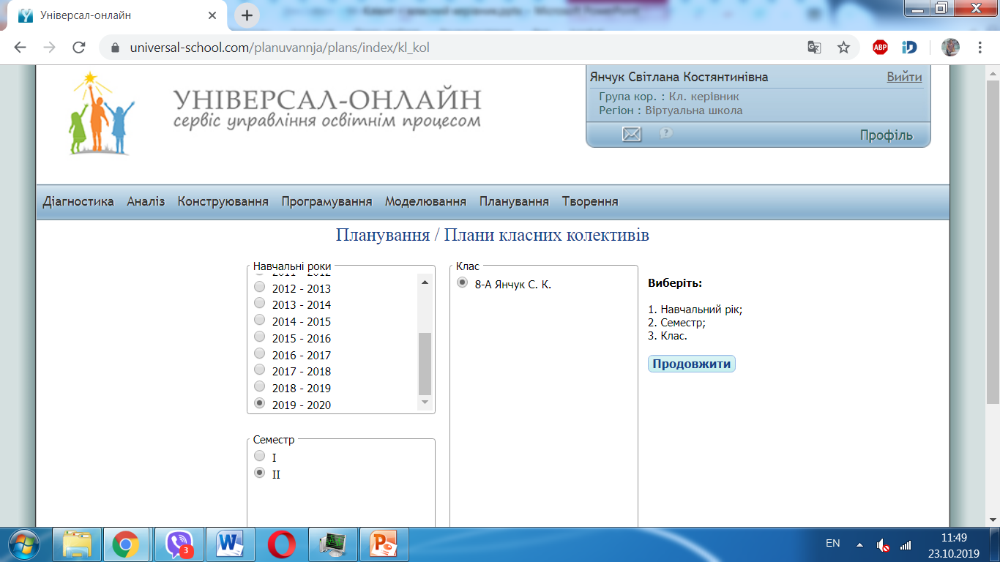 Універсал-онлайн
universal-school.com/planuvannja/plans/index/kl_kol
ABP
УНІВЕРСАЛ-ОНЛАЙН
сервіс управління освітнім процесом
Янчук Світлана Костянтинівна
Вийти
Група кор. : Кл. керівник
Регіон : Віртуальна школа
Профіль
Діагностика Аналіз Конструювання Програмування Моделювання Планування Творення
Планування / Плани класних колективів
Навчальні роки
2011 - 2012
2012 - 2013
2013 - 2014
2014 - 2015
2015 - 2016
2016 - 2017
2017 - 2018
2018 - 2019
2019 - 2020
Семестр
I
II
Клас
8-А Янчук С. К.
Виберіть:
1. Навчальний рік;
2. Семестр;
3. Клас.
Продовжити
3
EN
11:49
23.10.2019